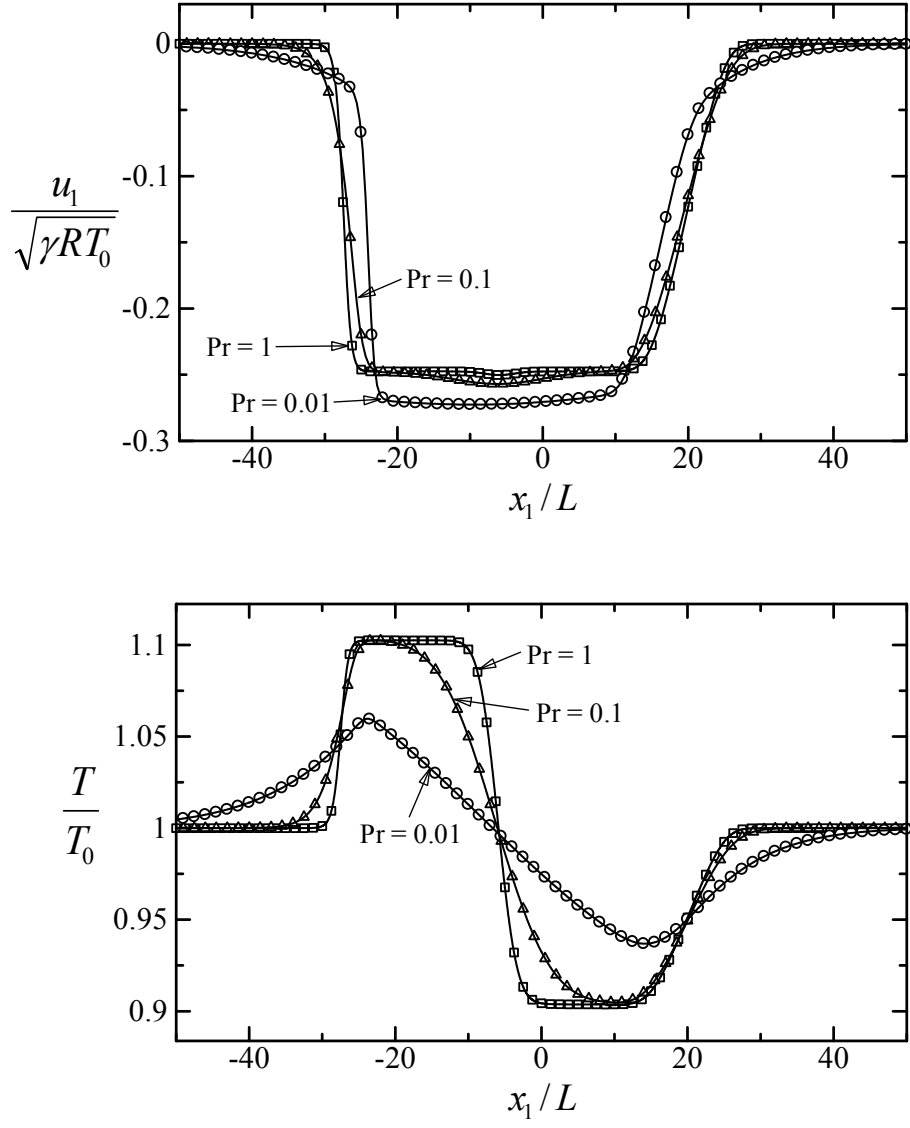 0
-0.1
-0.2
-0.3
u₁
√γRT₀
Pr = 0.1
Pr = 1
Pr = 0.01
-40 -20 0 20 40
x₁ / L
1.1
1.05
1
0.95
0.9
T
T₀
Pr = 1
Pr = 0.1
Pr = 0.01
-40 -20 0 20 40
x₁ / L